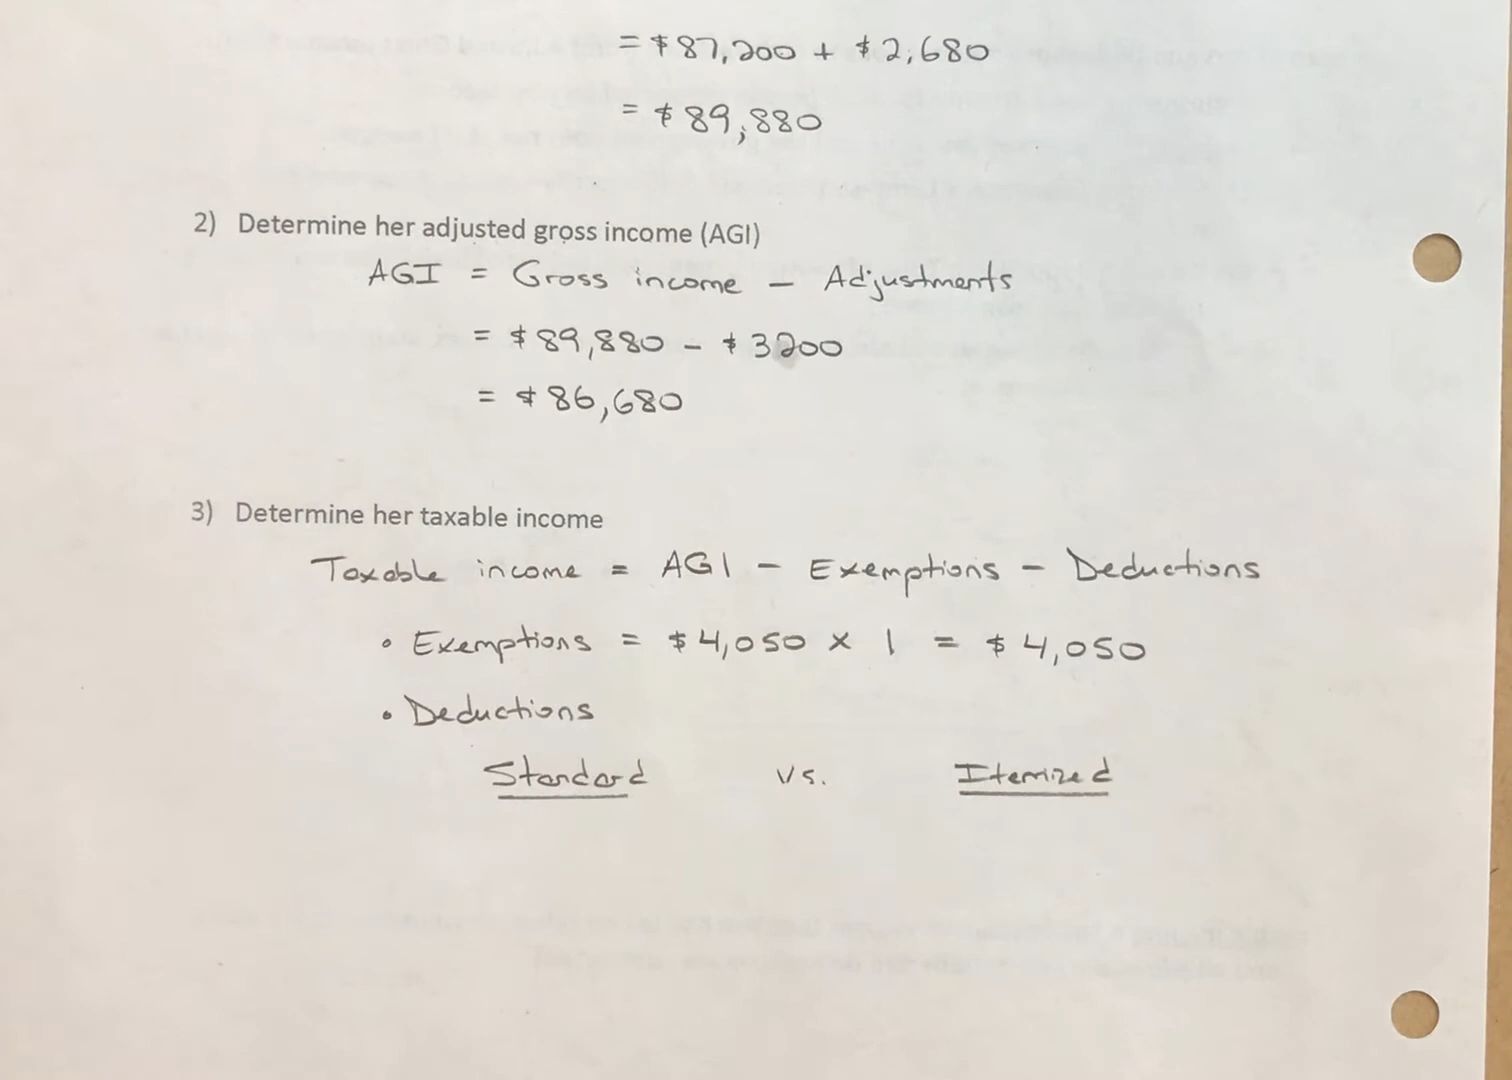 = $87,200 + $2,680
= $89,880
2) Determine her adjusted gross income (AGI)
AGI = Gross income - Adjustments
= $89,880 - $3200
= $86,680
3) Determine her taxable income
Taxable income = AGI - Exemptions - Deductions
• Exemptions = $4,050 x 1 = $4,050
• Deductions
Standard vs. Itemized